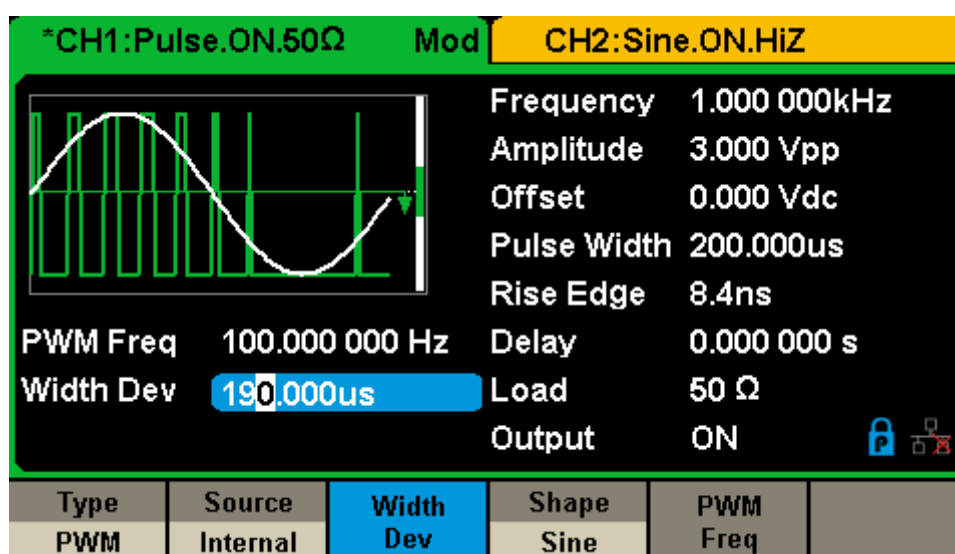 *CH1:Pulse.ON.50Ω Mod
CH2:Sine.ON.HiZ
Frequency 1.000 000kHz
Amplitude 3.000 Vpp
Offset 0.000 Vdc
Pulse Width 200.000us
Rise Edge 8.4ns
PWM Freq 100.000 000 Hz
Delay 0.000 000 s
Width Dev 190.000us
Load 50 Ω
Output ON
P
Type Source Width Shape PWM
PWM Internal Dev Sine Freq